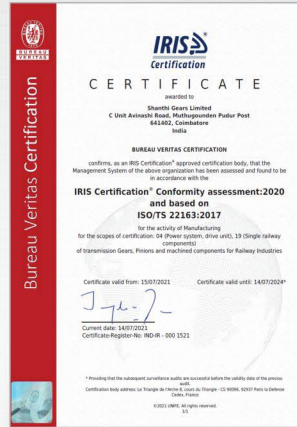 BUREAU
VERITAS
Bureau Veritas Certification
IRIS
Certification
CERTIFICATE
awarded to
Shanthi Gears Limited
C Unit Avinashi Road, Muthugounden Pudur Post
641402, Coimbatore
India
BUREAU VERITAS CERTIFICATION
confirms, as an IRIS Certification® approved certification body, that the
Management System of the above organization has been assessed and found to be
in accordance with the
IRIS Certification® Conformity assessment:2020
and based on
ISO/TS 22163:2017
for the activity of Manufacturing
for the scopes of certification: 04 (Power system, drive unit), 19 (Single railway
components)
of transmission Gears, Pinions and machined components for Railway Industries
Certificate valid from: 15/07/2021
Certificate valid until: 14/07/2024*
Current date: 14/07/2021
Certificate-Register-No: IND-IR - 000 1521
* Providing that the subsequent surveillance audits are successful before the validity date of the previous
audit.
Certification body address: Le Triangle de l'Arche 8, cours du Triangle - CS 90096, 92937 Paris la Defense
Cedex, France
©2021 UNIFE. All rights reserved.
1/1